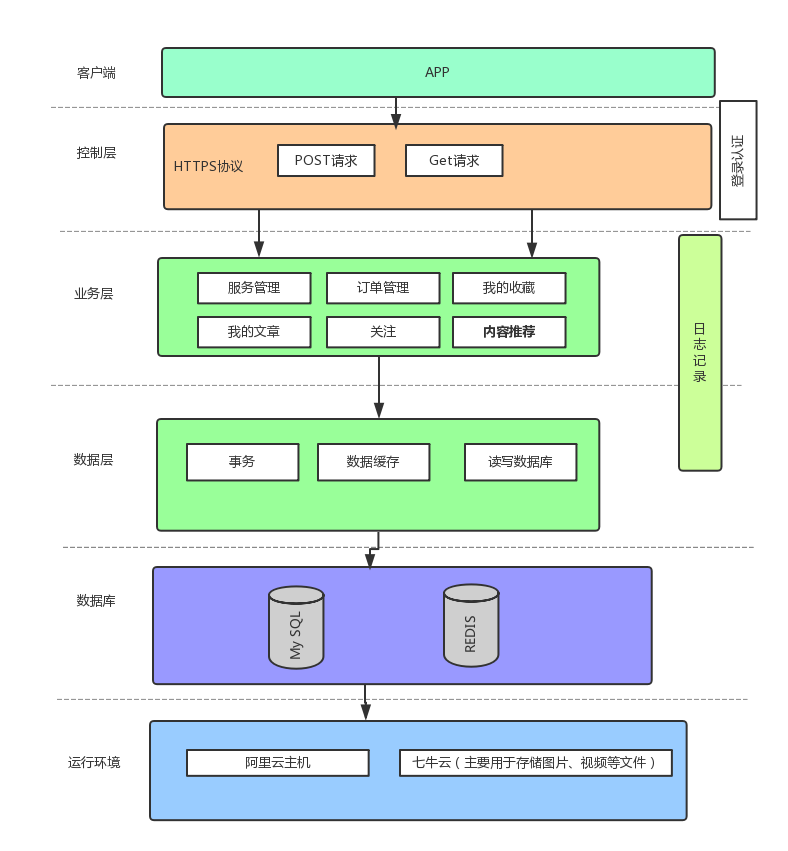 客户端
APP
控制层
HTTPS协议
POST请求
Get请求
登录认证
业务层
服务管理
订单管理
我的收藏
我的文章
关注
内容推荐
日志记录
数据层
事务
数据缓存
读写数据库
数据库
My SQL
REDIS
运行环境
阿里云主机
七牛云（主要用于存储图片、视频等文件）